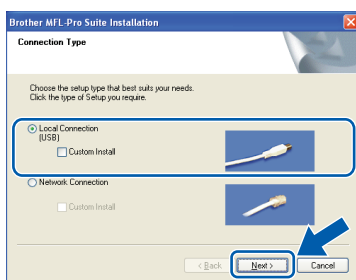 Brother MFL-Pro Suite Installation
Connection Type
Choose the setup type that best suits your needs.
Click the type of Setup you require.
Local Connection
(USB)
Custom Install
Network Connection
Custom Install
< Back
Next >
Cancel